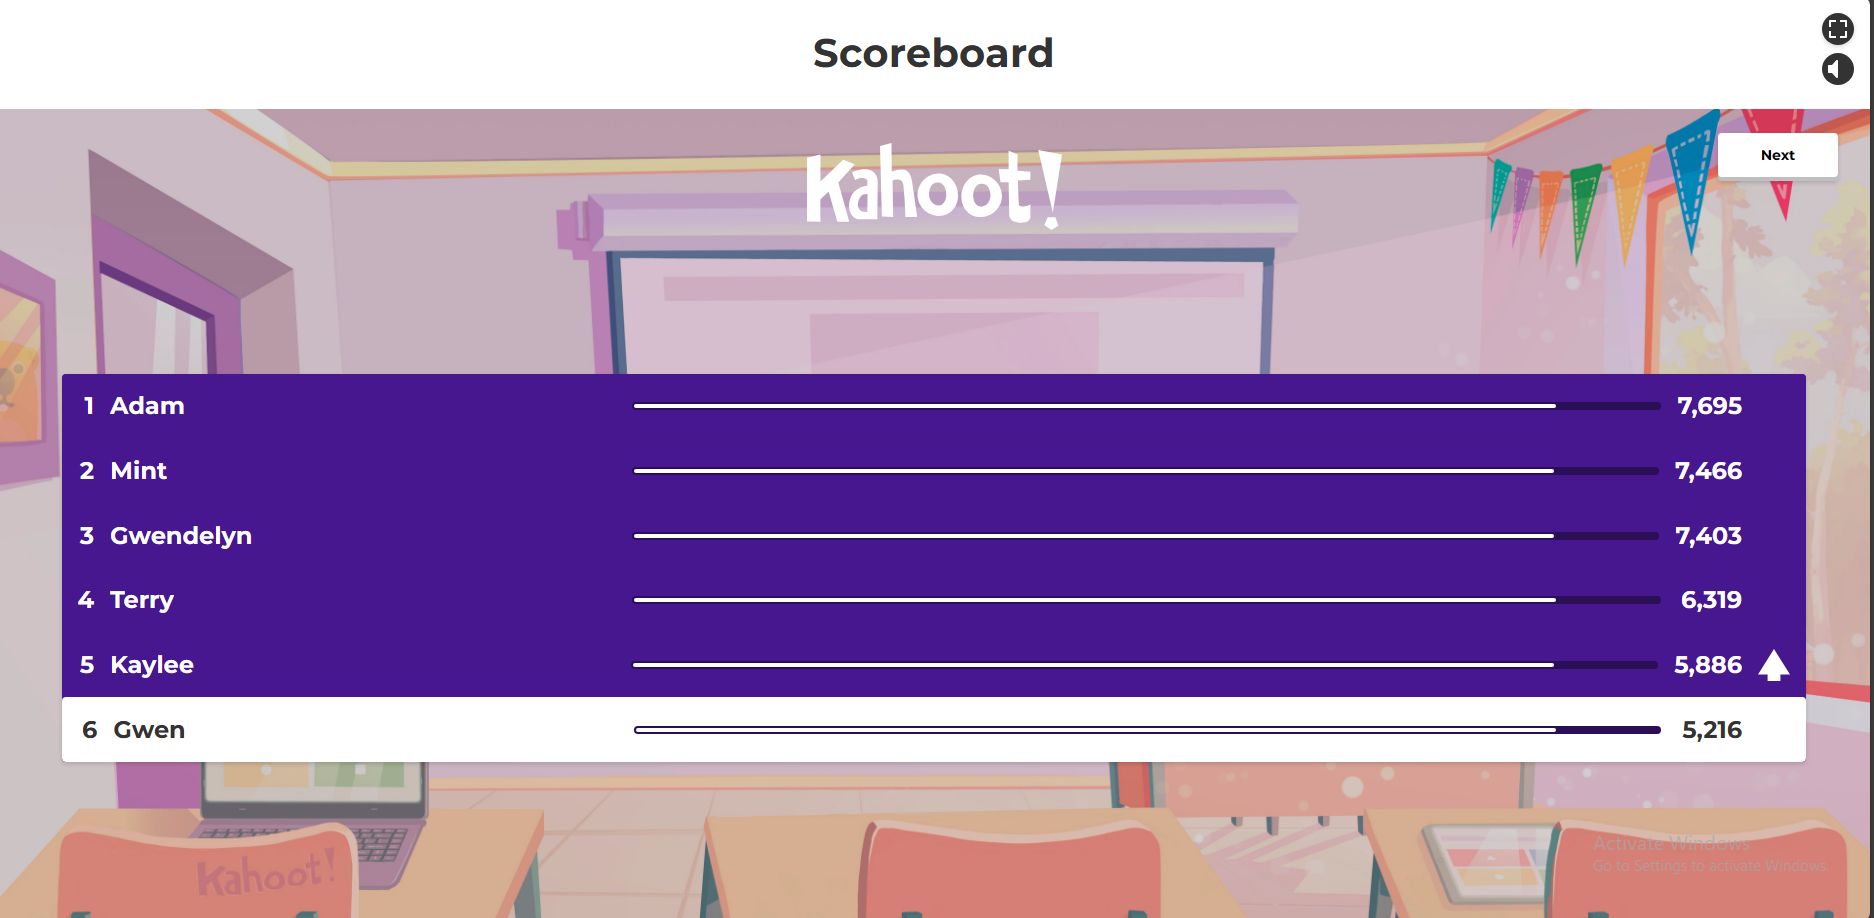 Scoreboard
Kahoot!
Next
1 Adam 7,695
2 Mint 7,466
3 Gwendelyn 7,403
4 Terry 6,319
5 Kaylee 5,886
6 Gwen 5,216
Kahoot!
Activate Windows
Go to Settings to activate Windows.